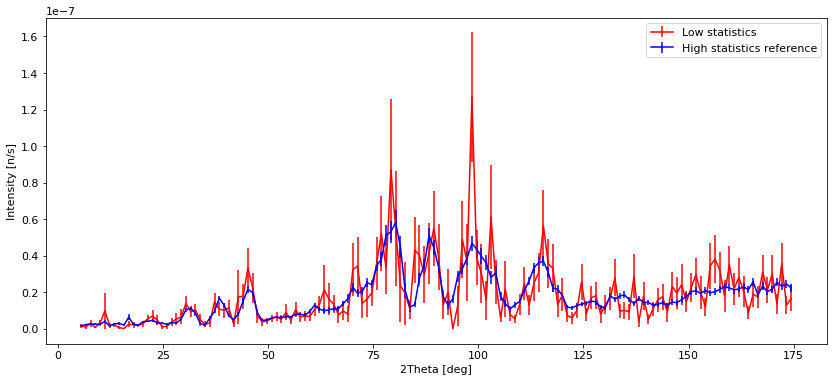 1e−7
Low statistics
High statistics reference
1.6
1.4
1.2
1.0
0.8
0.6
0.4
0.2
0.0
Intensity [n/s]
0 25 50 75 100 125 150 175
2Theta [deg]